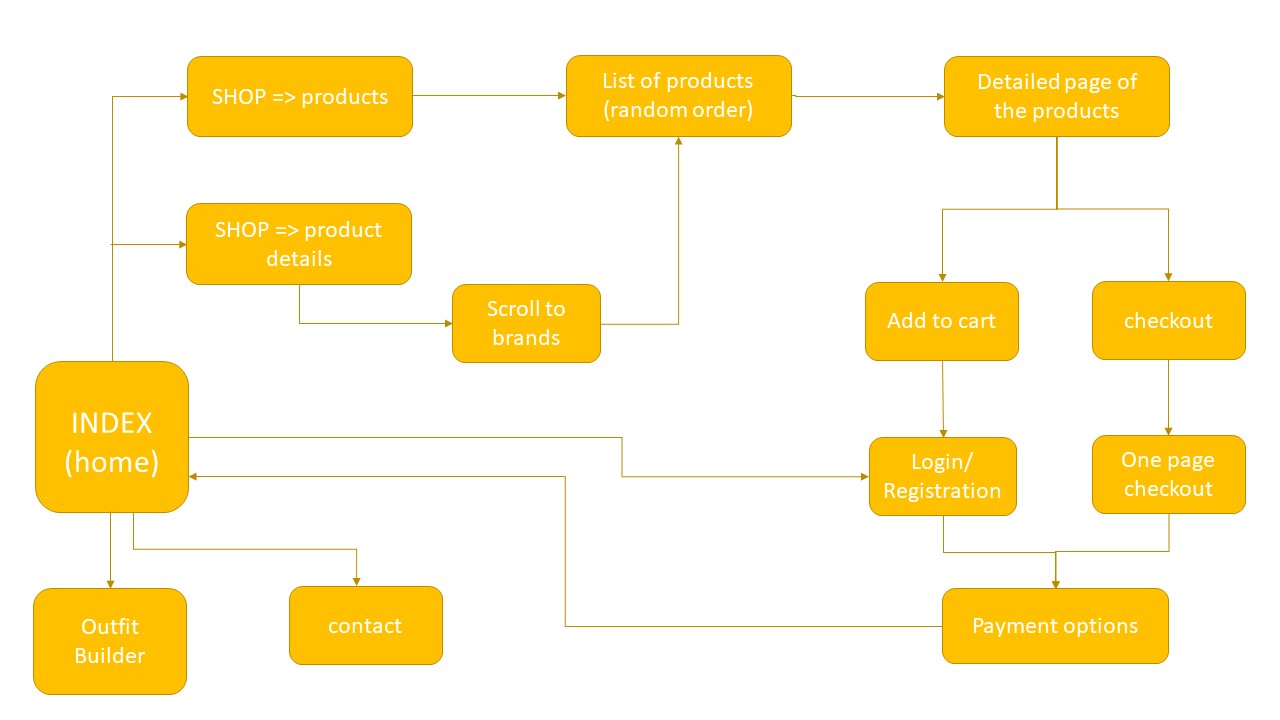 SHOP => products
List of products
(random order)
Detailed page of
the products
SHOP => product
details
Scroll to
brands
Add to cart
checkout
INDEX
(home)
Login/
Registration
One page
checkout
Outfit
Builder
contact
Payment options